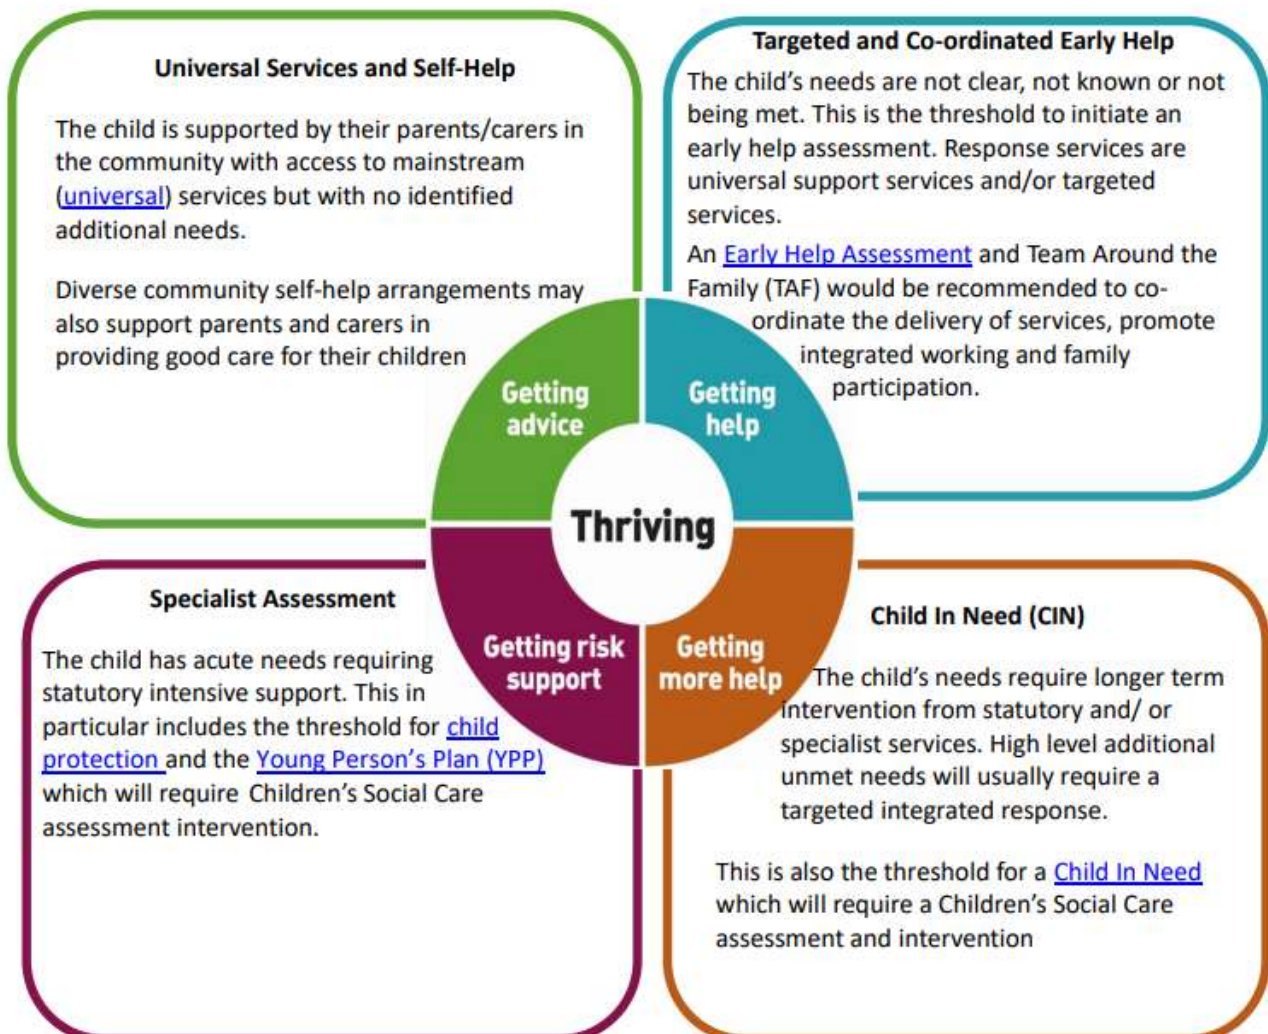 Universal Services and Self-Help
The child is supported by their parents/carers in
the community with access to mainstream
(universal) services but with no identified
additional needs.
Diverse community self-help arrangements may
also support parents and carers in
providing good care for their children
Targeted and Co-ordinated Early Help
The child's needs are not clear, not known or not
being met. This is the threshold to initiate an
early help assessment. Response services are
universal support services and/or targeted
services.
An Early Help Assessment and Team Around the
Family (TAF) would be recommended to co-
ordinate the delivery of services, promote
integrated working and family
participation.
Getting
advice
Getting
help
Thriving
Getting risk
support
Getting
more help
Specialist Assessment
The child has acute needs requiring
statutory intensive support. This in
particular includes the threshold for child
protection and the Young Person's Plan (YPP)
which will require Children's Social Care
assessment intervention.
Child In Need (CIN)
The child's needs require longer term
intervention from statutory and/ or
specialist services. High level additional
unmet needs will usually require a
targeted integrated response.
This is also the threshold for a Child In Need
which will require a Children's Social Care
assessment and intervention